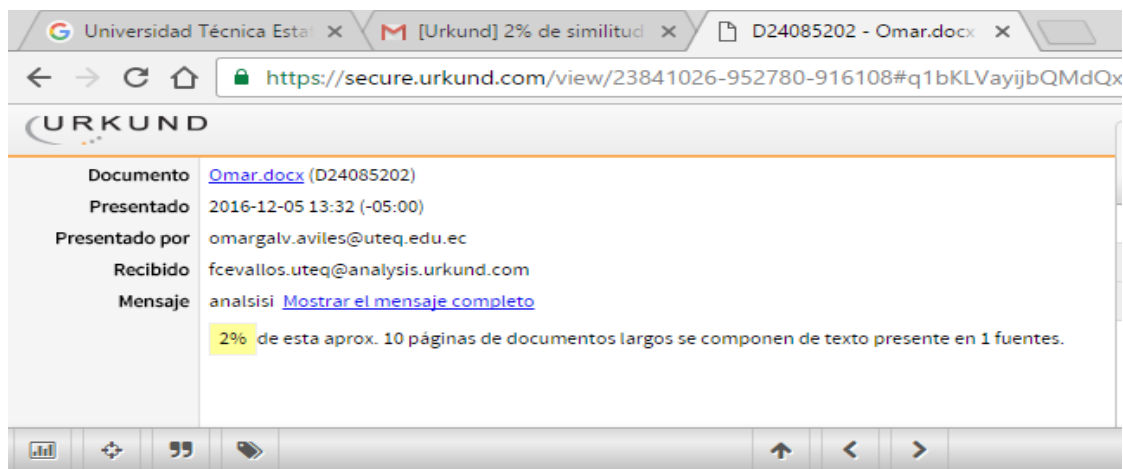 Universidad Técnica Esta
[Urkund] 2% de similitud
D24085202 - Omar.docx
https://secure.urkund.com/view/23841026-952780-916108#q1bKLVayijbQMdQx
URKUND
Documento Omar.docx (D24085202)
Presentado 2016-12-05 13:32 (-05:00)
Presentado por omargalv.aviles@uteq.edu.ec
Recibido fcevallos.uteq@analysis.urkund.com
Mensaje analsisi Mostrar el mensaje completo
2% de esta aprox. 10 páginas de documentos largos se componen de texto presente en 1 fuentes.